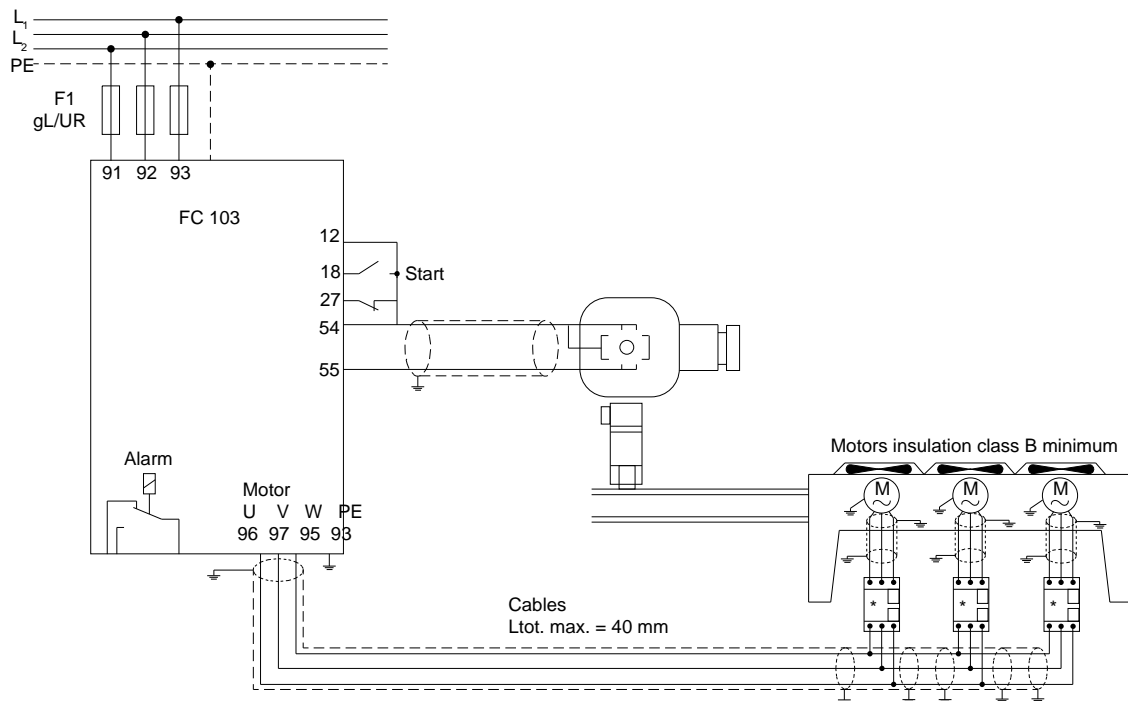 L1
L2
PE
F1
gL/UR
91 92 93
FC 103
12
18 Start
27
54
55
Motors insulation class B minimum
M M M
Alarm
Motor
U V W PE
96 97 95 93
* * *
Cables
Ltot. max. = 40 mm